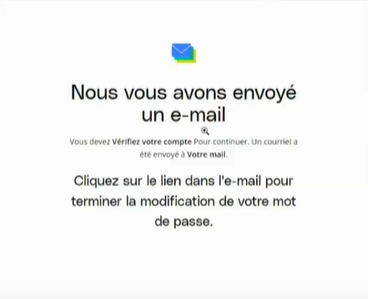 Nous vous avons envoyé
un e-mail
Vous devez Vérifiez votre compte Pour continuer. Un courriel a
été envoyé à Votre mail.
Cliquez sur le lien dans l'e-mail pour
terminer la modification de votre mot
de passe.